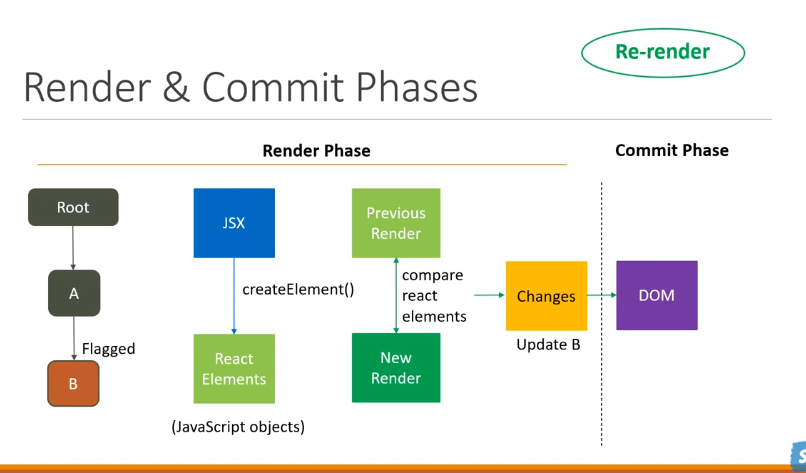 Re-render
Render & Commit Phases
Render Phase
Commit Phase
Root
A
Flagged
B
JSX
createElement()
React
Elements
(JavaScript objects)
Previous
Render
compare
react
elements
New
Render
Changes
Update B
DOM